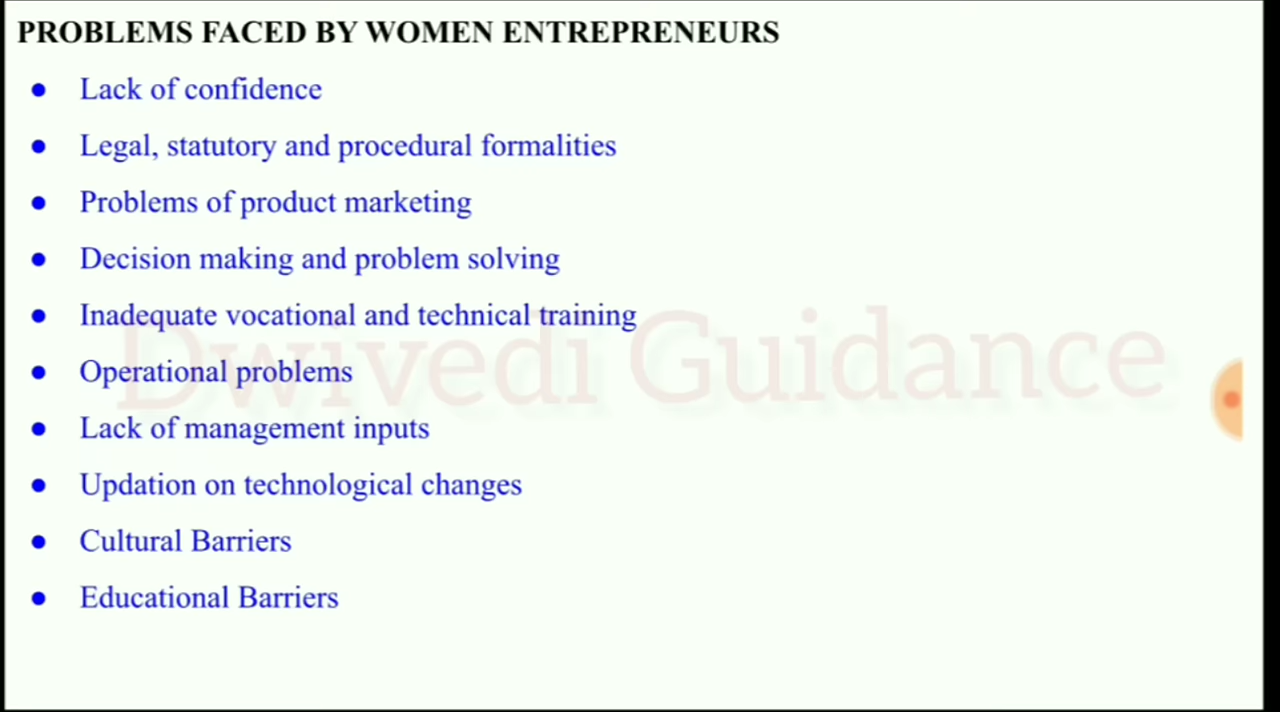 PROBLEMS FACED BY WOMEN ENTREPRENEURS
● Lack of confidence
● Legal, statutory and procedural formalities
● Problems of product marketing
● Decision making and problem solving
● Inadequate vocational and technical training
● Operational problems
● Lack of management inputs
● Updation on technological changes
● Cultural Barriers
● Educational Barriers
Dwivedi Guidance